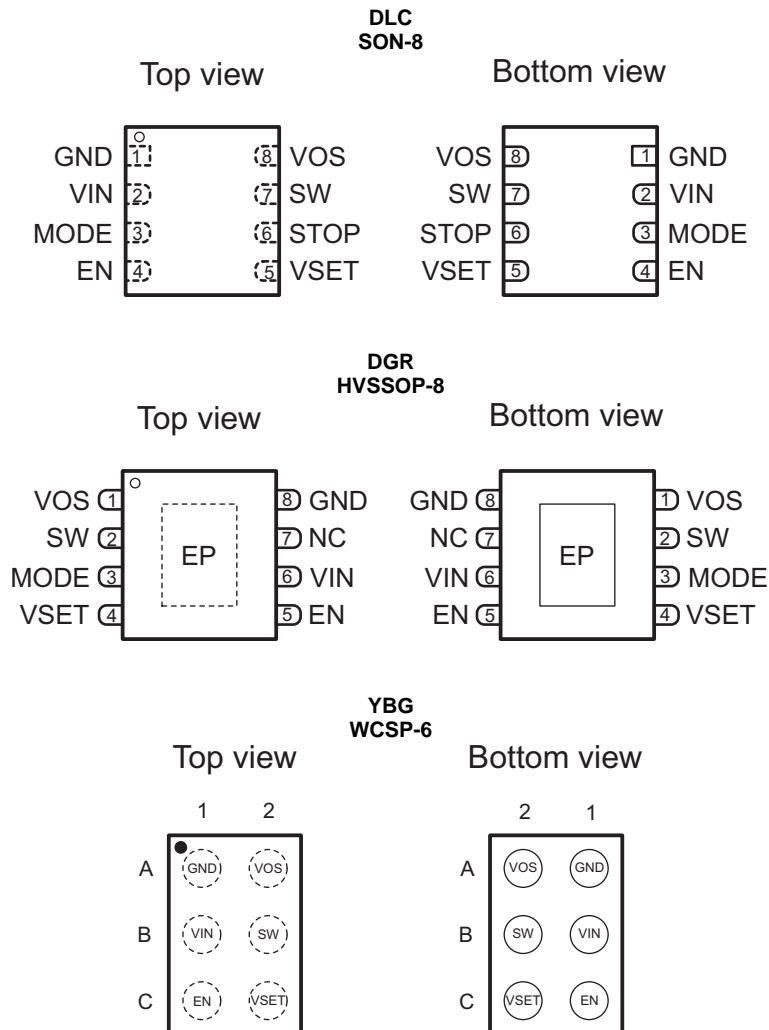 DLC
SON-8
Top view Bottom view
GND 1 8 VOS VOS 8 1 GND
VIN 2 7 SW SW 7 2 VIN
MODE 3 6 STOP STOP 6 3 MODE
EN 4 5 VSET VSET 5 4 EN
DGR
HVSSOP-8
Top view Bottom view
VOS 1 8 GND GND 8 1 VOS
SW 2 7 NC NC 7 2 SW
EP EP
MODE 3 6 VIN VIN 6 3 MODE
VSET 4 5 EN EN 5 4 VSET
YBG
WCSP-6
Top view Bottom view
1 2 2 1
A GND VOS A VOS GND
B VIN SW B SW VIN
C EN VSET C VSET EN